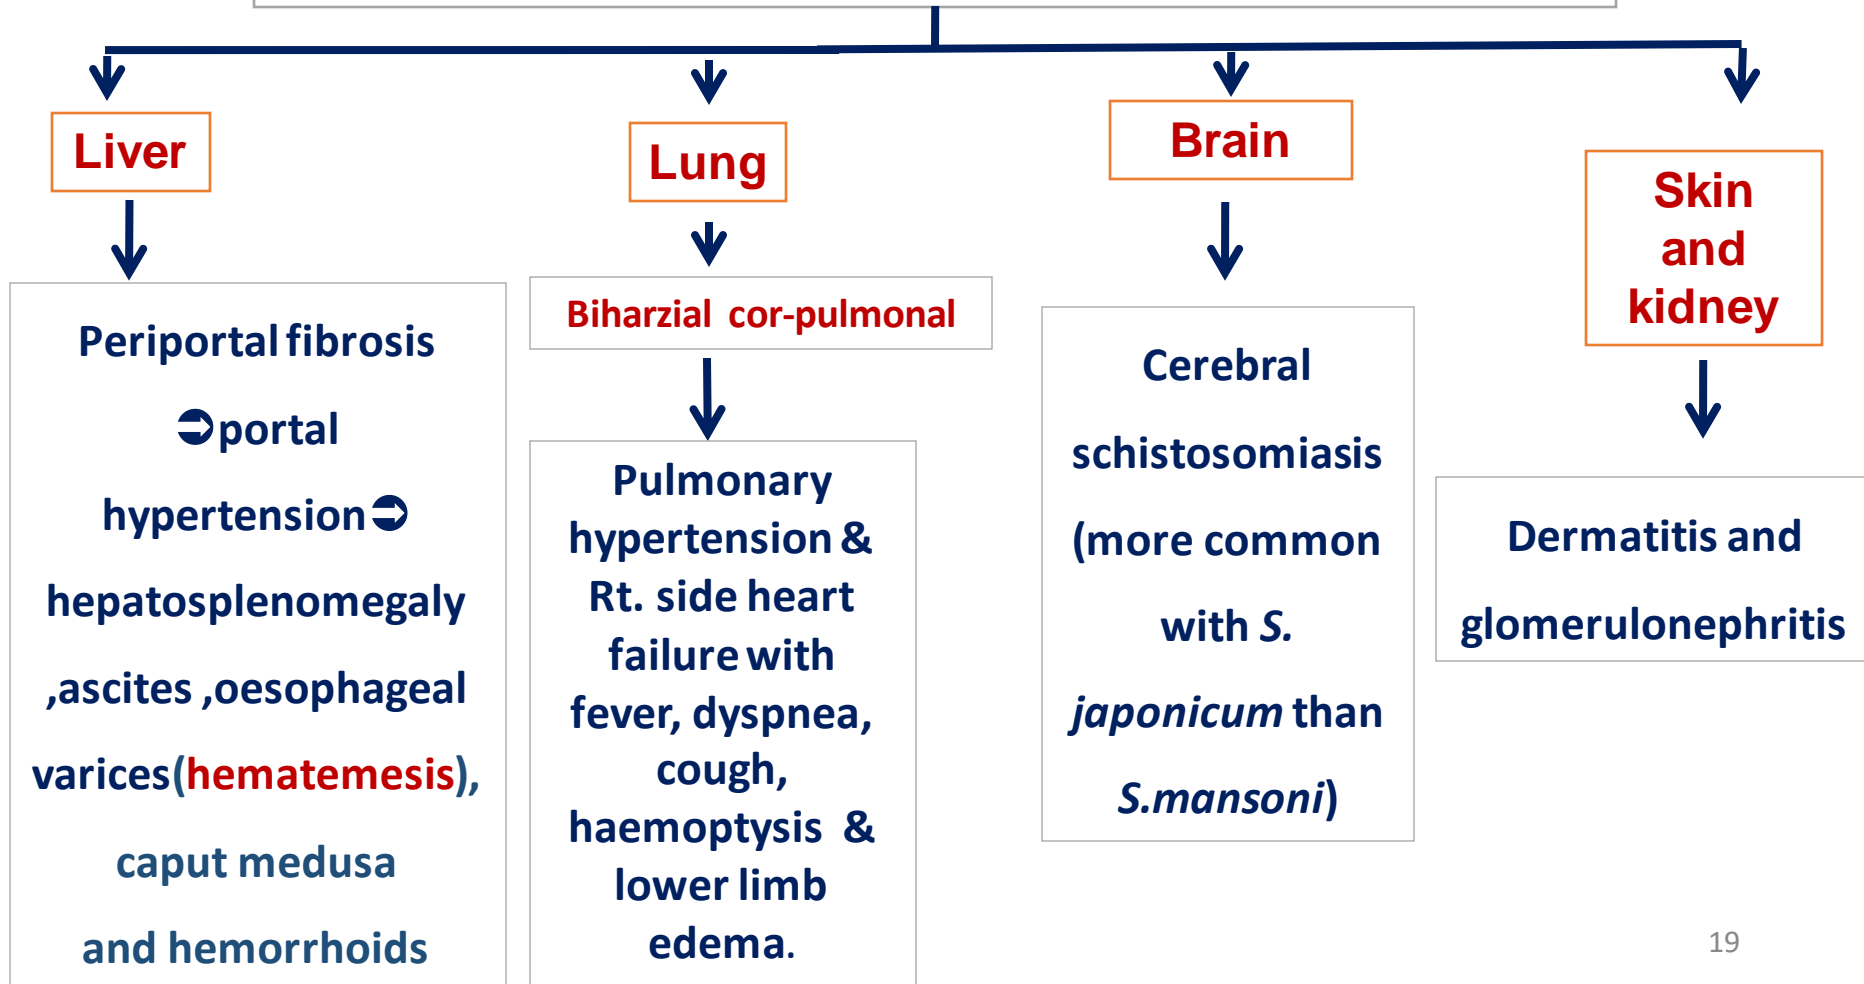 Liver
Periportal fibrosis
➲portal
hypertension➲
hepatosplenomegaly
,ascites ,oesophageal
varices(hematemesis),
caput medusa
and hemorrhoids
Lung
Biharzial cor-pulmonal
Pulmonary
hypertension &
Rt. side heart
failure with
fever, dyspnea,
cough,
haemoptysis &
lower limb
edema.
Brain
Cerebral
schistosomiasis
(more common
with S.
japonicum than
S.mansoni)
Skin
and
kidney
Dermatitis and
glomerulonephritis
19